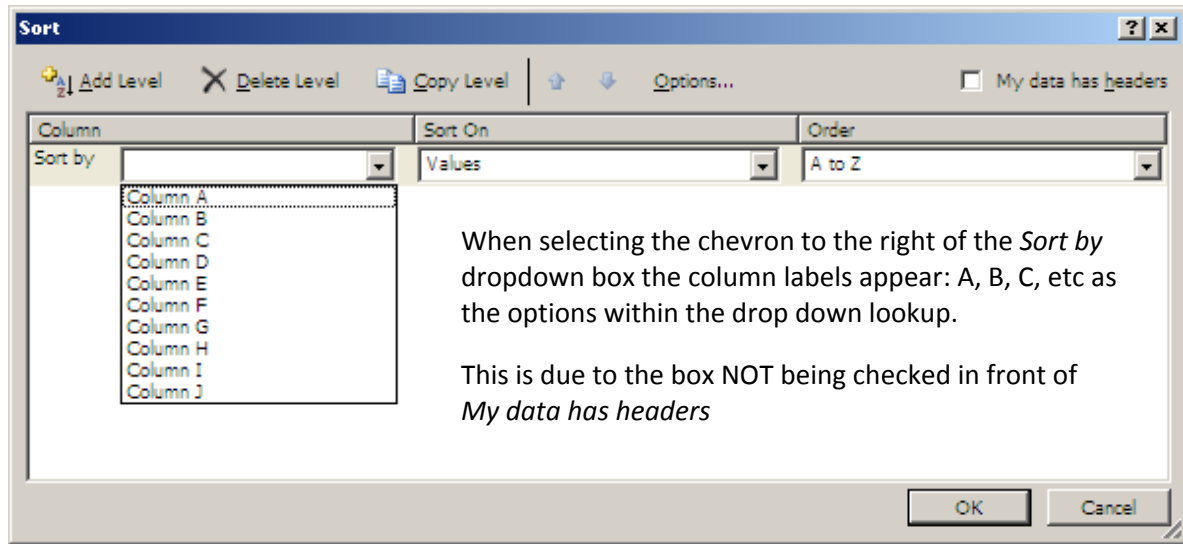 Sort
Add Level Delete Level Copy Level Options... My data has headers
Column Sort On Order
Sort by Values A to Z
Column A
Column B
Column C
Column D
Column E
Column F
Column G
Column H
Column I
Column J
When selecting the chevron to the right of the Sort by
dropdown box the column labels appear: A, B, C, etc as
the options within the drop down lookup.
This is due to the box NOT being checked in front of
My data has headers
OK Cancel